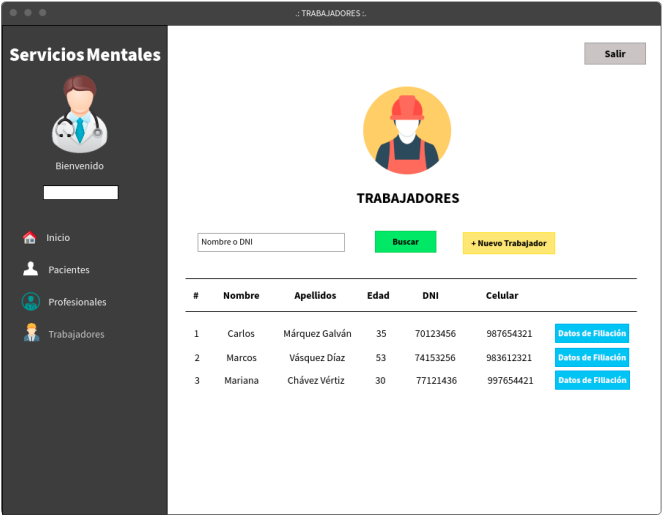 .: TRABAJADORES :.
Servicios Mentales
Bienvenido
Inicio
Pacientes
Profesionales
Trabajadores
Salir
TRABAJADORES
Nombre o DNI Buscar + Nuevo Trabajador
# Nombre Apellidos Edad DNI Celular
1 Carlos Márquez Galván 35 70123456 987654321 Datos de Filiación
2 Marcos Vásquez Díaz 53 74153256 983612321 Datos de Filiación
3 Mariana Chávez Vértiz 30 77121436 997654421 Datos de Filiación